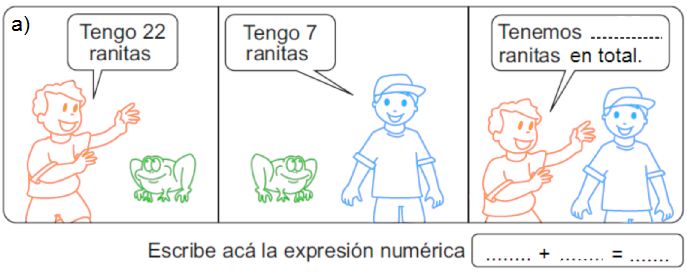 a)
Tengo 22
ranitas
Tengo 7
ranitas
Tenemos ................
ranitas en total.
Escribe acá la expresión numérica ........ + ........ = .......